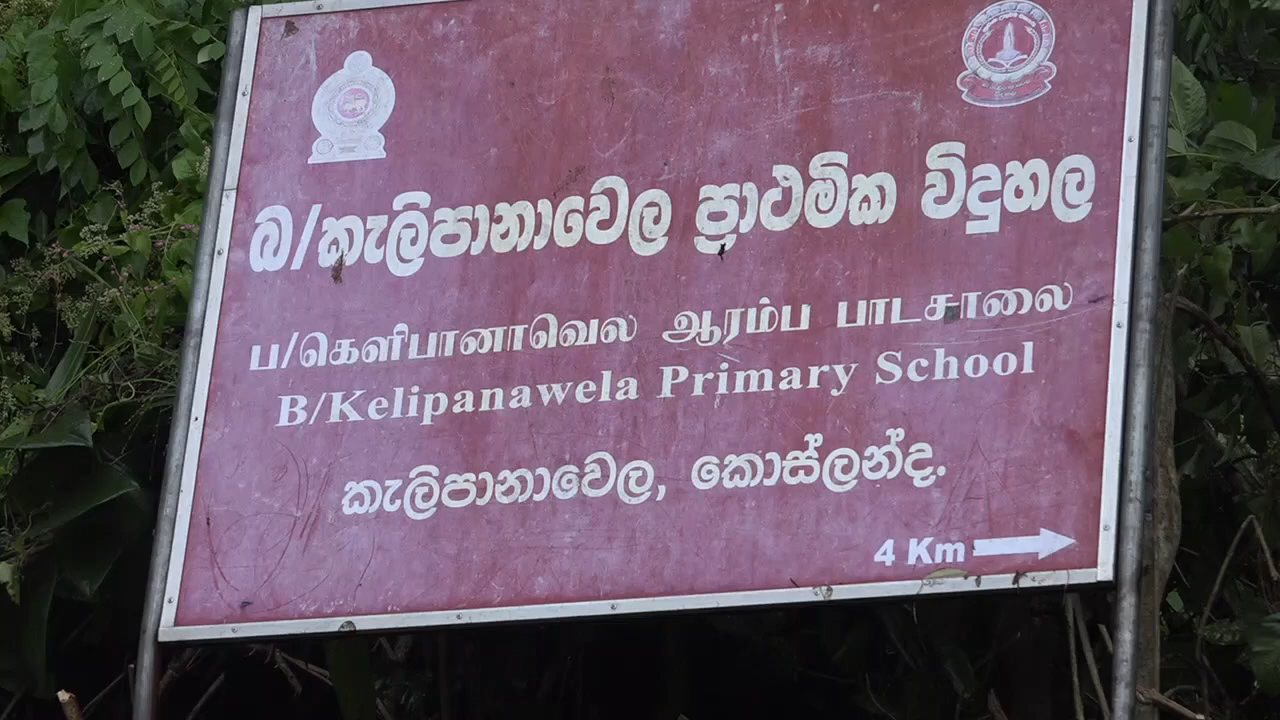 බ/කැලිපානාවෙල ප්‍රාථමික විදුහල
ப/கெளிபானாவெல ஆரம்ப பாடசாலை
B/Kelipanawela Primary School
කැලිපානාවෙල, කොස්ලන්ද.
4 Km